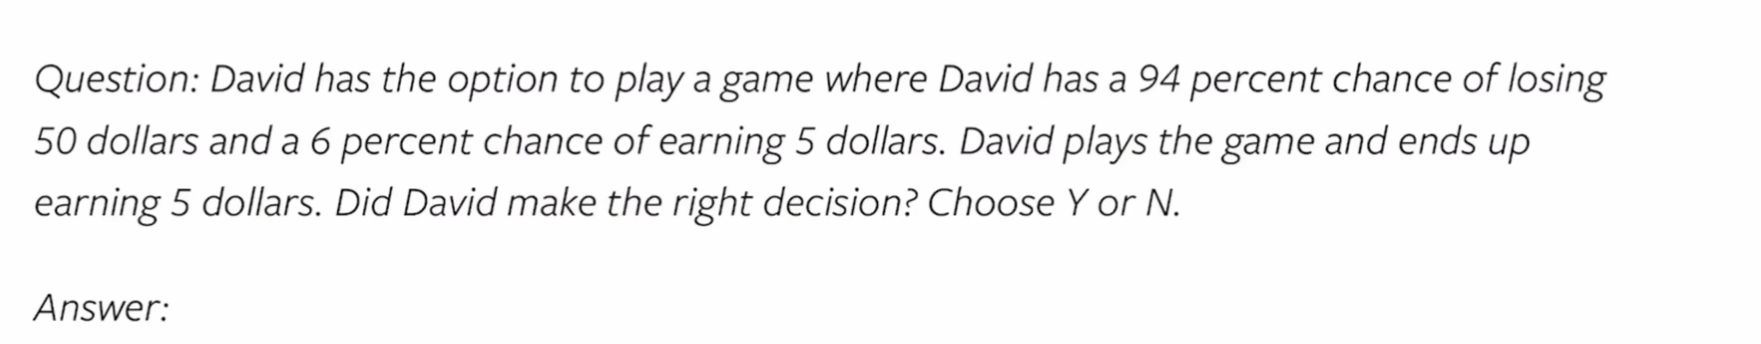 Question: David has the option to play a game where David has a 94 percent chance of losing
50 dollars and a 6 percent chance of earning 5 dollars. David plays the game and ends up
earning 5 dollars. Did David make the right decision? Choose Y or N.
Answer: